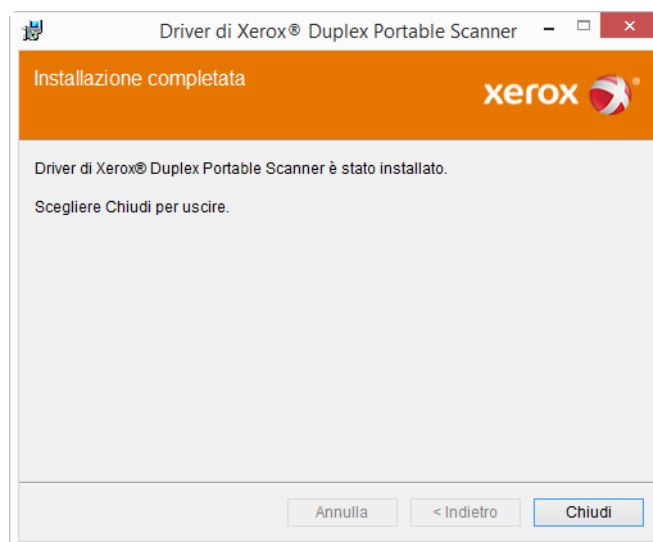 Driver di Xerox® Duplex Portable Scanner
Installazione completata
xerox
Driver di Xerox® Duplex Portable Scanner è stato installato.
Scegliere Chiudi per uscire.
Annulla
< Indietro
Chiudi